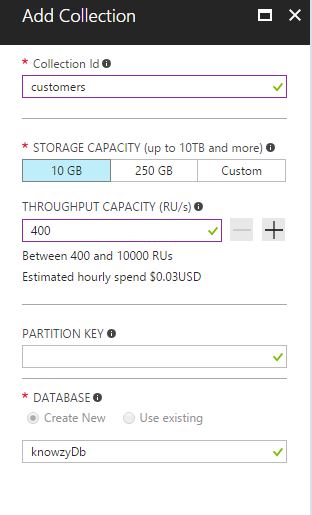 Add Collection
* Collection Id
customers
* STORAGE CAPACITY (up to 10TB and more)
10 GB 250 GB Custom
THROUGHPUT CAPACITY (RU/s)
400
Between 400 and 10000 RUs
Estimated hourly spend $0.03USD
PARTITION KEY
* DATABASE
Create New Use existing
knowzyDb